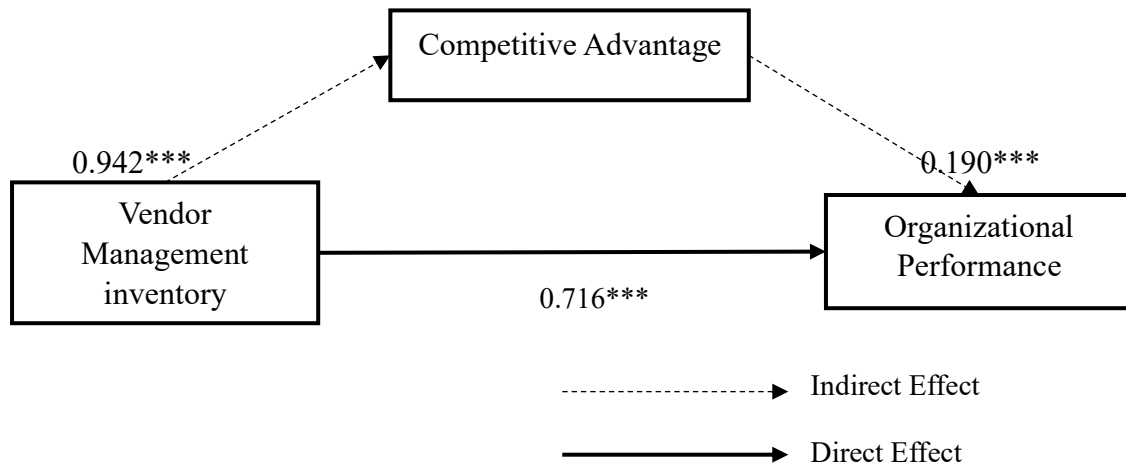 Competitive Advantage
0.942***
0.190***
Vendor
Management
inventory
Organizational
Performance
0.716***
Indirect Effect
Direct Effect